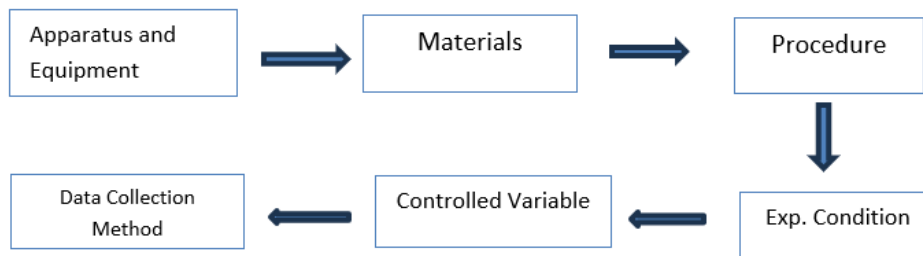 Apparatus and
Equipment
Materials
Procedure
Exp. Condition
Controlled Variable
Data Collection
Method